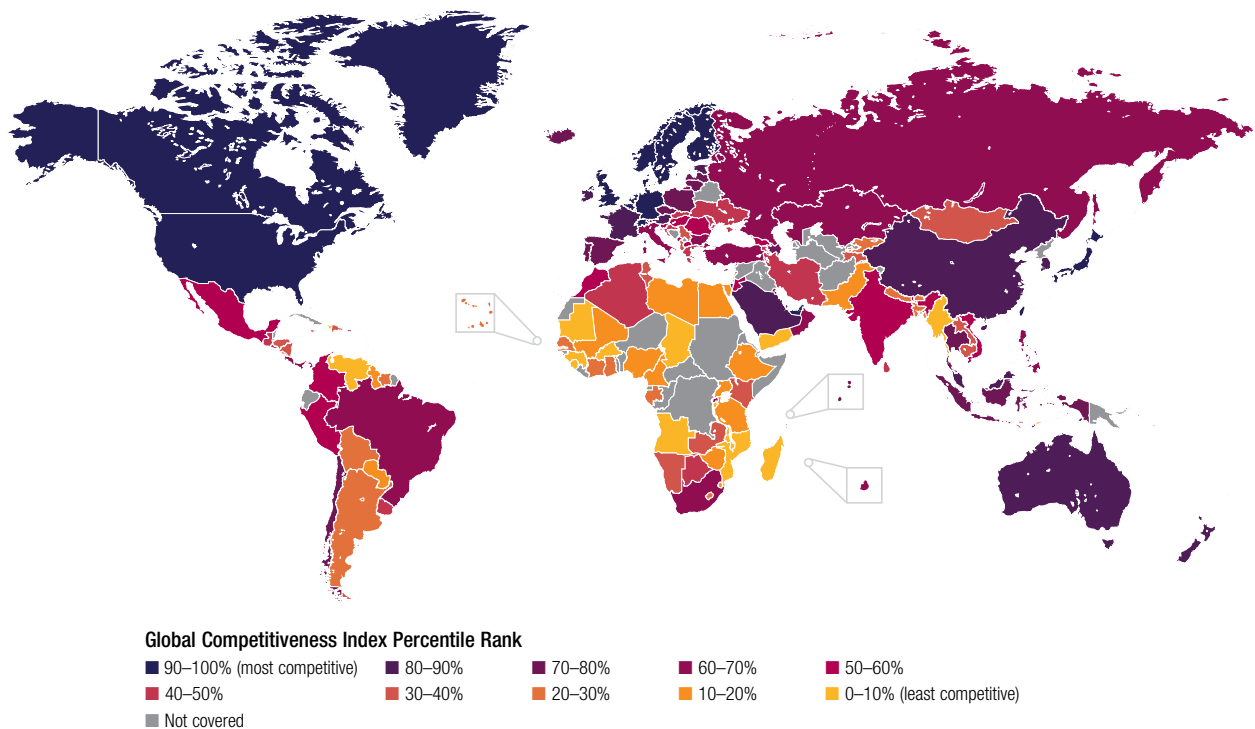 Global Competitiveness Index Percentile Rank
90–100% (most competitive) 80–90% 70–80% 60–70% 50–60%
40–50% 30–40% 20–30% 10–20% 0–10% (least competitive)
Not covered